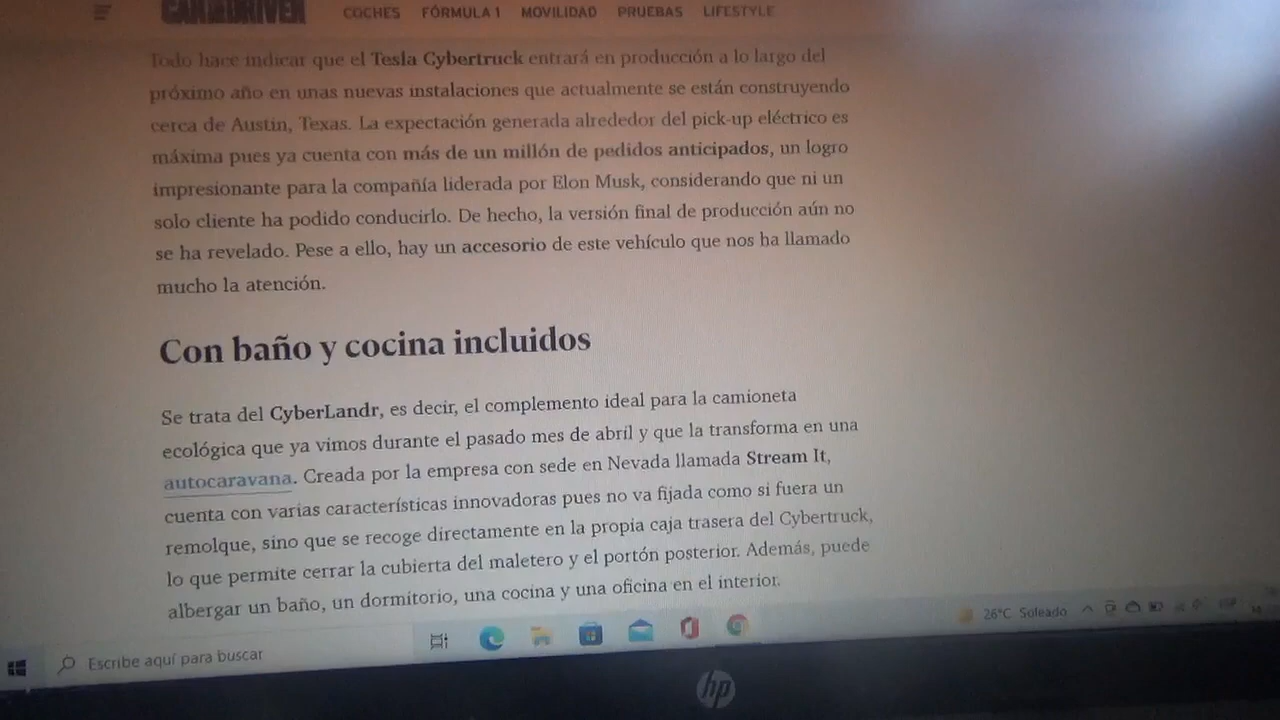 CAR AND DRIVER COCHES FÓRMULA 1 MOVILIDAD PRUEBAS LIFESTYLE
Todo hace indicar que el Tesla Cybertruck entrará en producción a lo largo del
próximo año en unas nuevas instalaciones que actualmente se están construyendo
cerca de Austin, Texas. La expectación generada alrededor del pick-up eléctrico es
máxima pues ya cuenta con más de un millón de pedidos anticipados, un logro
impresionante para la compañía liderada por Elon Musk, considerando que ni un
solo cliente ha podido conducirlo. De hecho, la versión final de producción aún no
se ha revelado. Pese a ello, hay un accesorio de este vehículo que nos ha llamado
mucho la atención.
Con baño y cocina incluidos
Se trata del CyberLandr, es decir, el complemento ideal para la camioneta
ecológica que ya vimos durante el pasado mes de abril y que la transforma en una
autocaravana. Creada por la empresa con sede en Nevada llamada Stream It,
cuenta con varias características innovadoras pues no va fijada como si fuera un
remolque, sino que se recoge directamente en la propia caja trasera del Cybertruck,
lo que permite cerrar la cubierta del maletero y el portón posterior. Además, puede
albergar un baño, un dormitorio, una cocina y una oficina en el interior.
Escribe aquí para buscar
26°C Soleado
hp